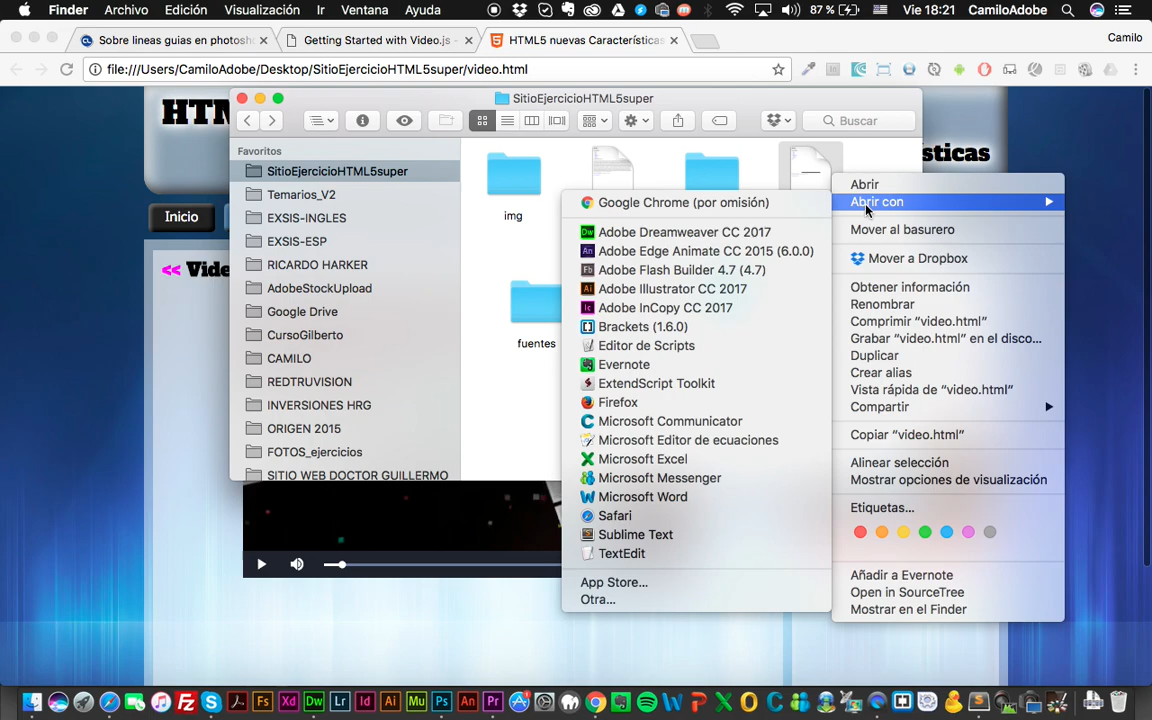 Finder Archivo Edición Visualización Ir Ventana Ayuda 87 % Vie 18:21 CamiloAdobe
Sobre lineas guias en photosh × Getting Started with Video.js - × HTML5 nuevas Características × Camilo
file:///Users/CamiloAdobe/Desktop/SitioEjercicioHTML5super/video.html
SitioEjercicioHTML5super
Buscar
sticas
Inicio
<< Vide
Favoritos
SitioEjercicioHTML5super
Temarios_V2
EXSIS-INGLES
EXSIS-ESP
RICARDO HARKER
AdobeStockUpload
Google Drive
CursoGilberto
CAMILO
REDTRUVISION
INVERSIONES HRG
ORIGEN 2015
FOTOS_ejercicios
SITIO WEB DOCTOR GUILLERMO
img
fuentes
Google Chrome (por omisión)
Adobe Dreamweaver CC 2017
Adobe Edge Animate CC 2015 (6.0.0)
Adobe Flash Builder 4.7 (4.7)
Adobe Illustrator CC 2017
Adobe InCopy CC 2017
Brackets (1.6.0)
Editor de Scripts
Evernote
ExtendScript Toolkit
Firefox
Microsoft Communicator
Microsoft Editor de ecuaciones
Microsoft Excel
Microsoft Messenger
Microsoft Word
Safari
Sublime Text
TextEdit
App Store...
Otra...
Abrir
Abrir con
Mover al basurero
Mover a Dropbox
Obtener información
Renombrar
Comprimir “video.html”
Grabar “video.html” en el disco...
Duplicar
Crear alias
Vista rápida de “video.html”
Compartir
Copiar “video.html”
Alinear selección
Mostrar opciones de visualización
Etiquetas...
Añadir a Evernote
Open in SourceTree
Mostrar en el Finder